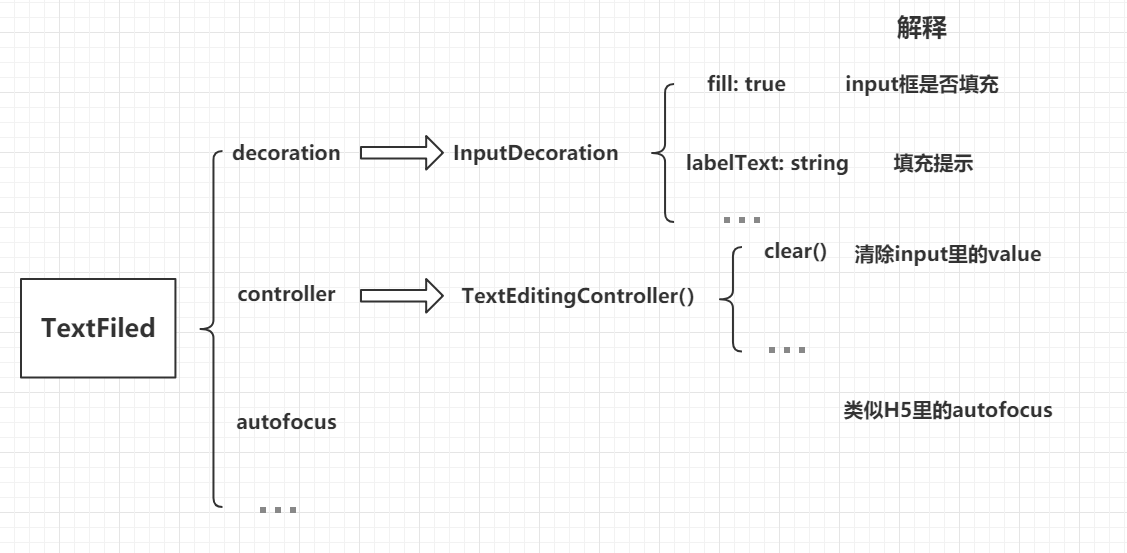 解释
fill: true
input框是否填充
decoration
InputDecoration
labelText: string
填充提示
...
clear()
清除input里的value
controller
TextEditingController()
TextFiled
...
类似H5里的autofocus
autofocus
...